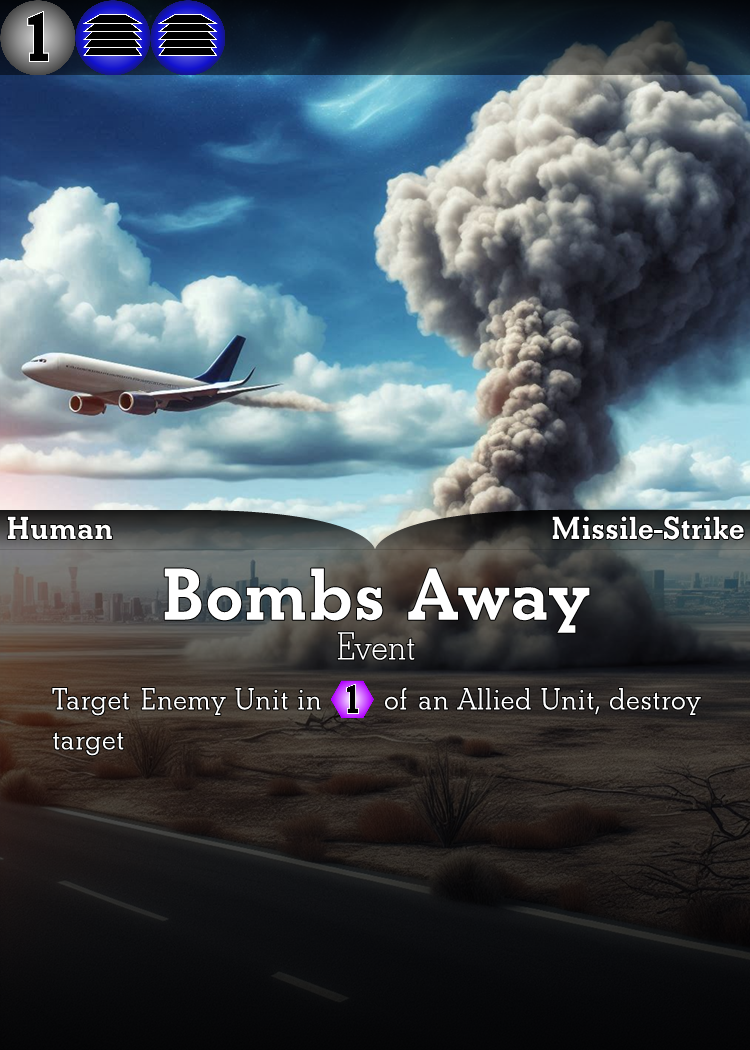 1
Human Missile-Strike
Bombs Away
Event
Target Enemy Unit in 1 of an Allied Unit, destroy
target